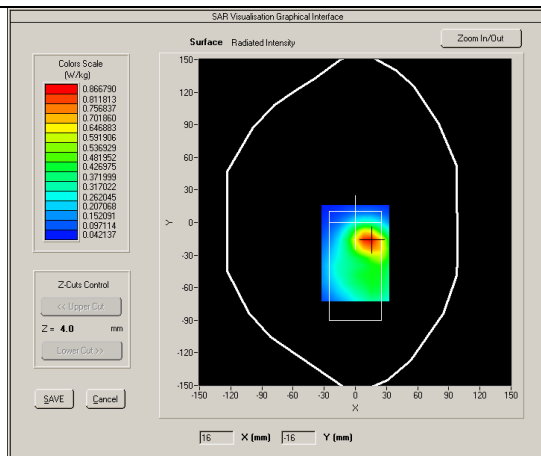 SAR Visualisation Graphical Interface
Surface Radiated Intensity
Zoom In/Out
Colors Scale
(W/kg)
0.866790
0.811813
0.756837
0.701860
0.646883
0.591906
0.536929
0.481952
0.426975
0.371999
0.317022
0.262045
0.207068
0.152091
0.097114
0.042137
Z-Cuts Control
<< Upper Cut
Z = 4.0 mm
Lower Cut >>
SAVE
Cancel
150
120
90
60
30
0
-30
-60
-90
-120
-150
Y
-150 -120 -90 -60 -30 0 30 60 90 120 150
X
16 X (mm) -16 Y (mm)